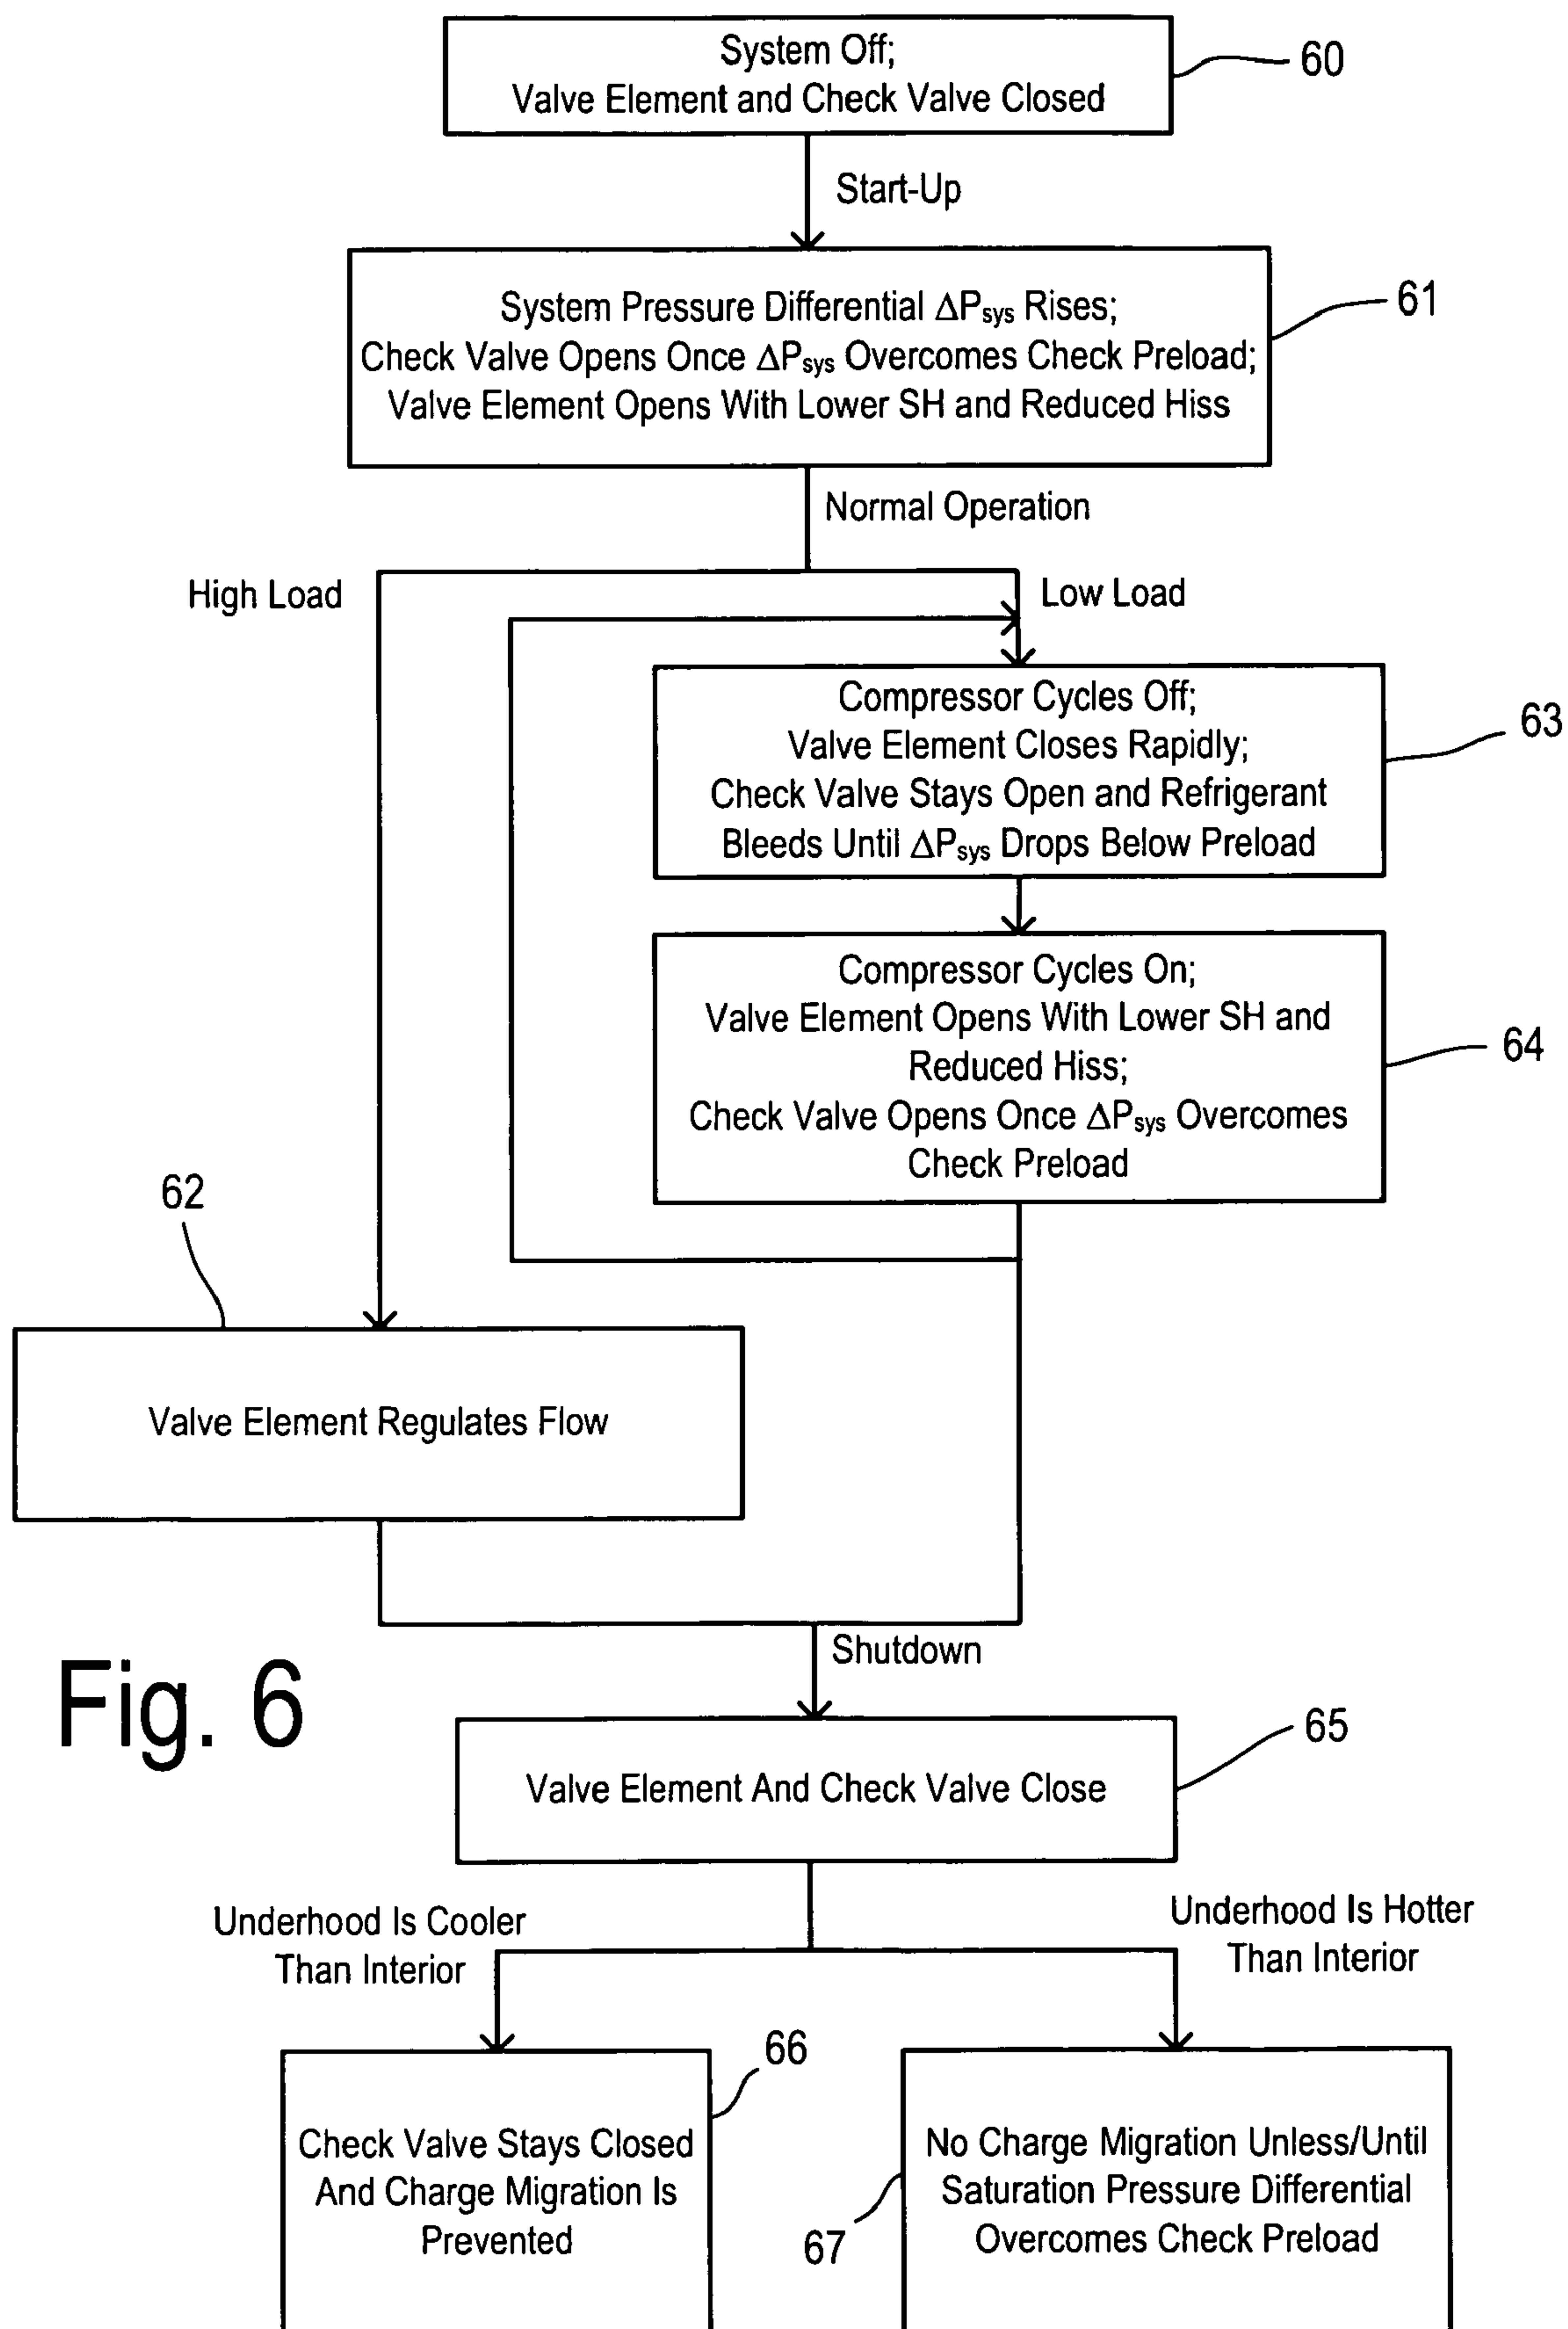 System Off;
Valve Element and Check Valve Closed
60
Start-Up
System Pressure Differential ΔPsys Rises;
Check Valve Opens Once ΔPsys Overcomes Check Preload;
Valve Element Opens With Lower SH and Reduced Hiss
61
Normal Operation
High Load
Low Load
Compressor Cycles Off;
Valve Element Closes Rapidly;
Check Valve Stays Open and Refrigerant
Bleeds Until ΔPsys Drops Below Preload
63
Compressor Cycles On;
Valve Element Opens With Lower SH and
Reduced Hiss;
Check Valve Opens Once ΔPsys Overcomes
Check Preload
64
62
Valve Element Regulates Flow
Shutdown
Fig. 6
Valve Element And Check Valve Close
65
Underhood Is Cooler
Than Interior
Underhood Is Hotter
Than Interior
66
Check Valve Stays Closed
And Charge Migration Is
Prevented
67
No Charge Migration Unless/Until
Saturation Pressure Differential
Overcomes Check Preload